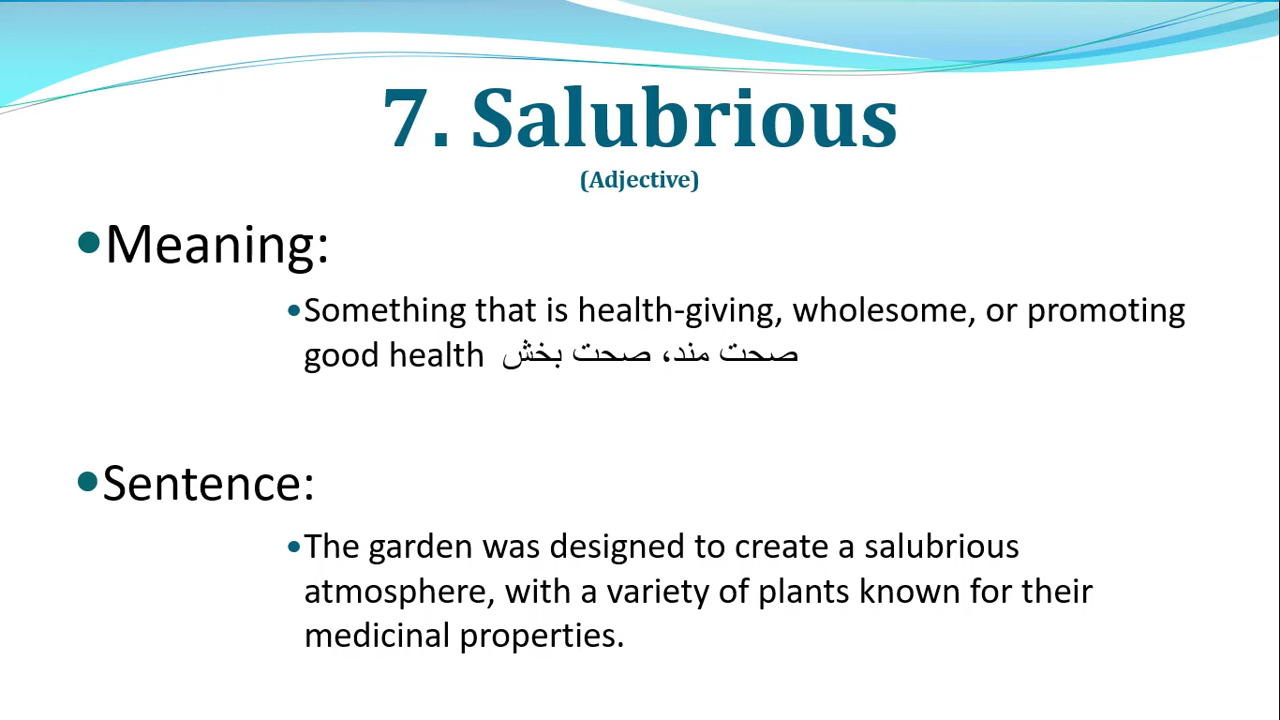 7. Salubrious
(Adjective)
•Meaning:
•Something that is health-giving, wholesome, or promoting
good health صحت مند، صحت بخش
•Sentence:
•The garden was designed to create a salubrious
atmosphere, with a variety of plants known for their
medicinal properties.